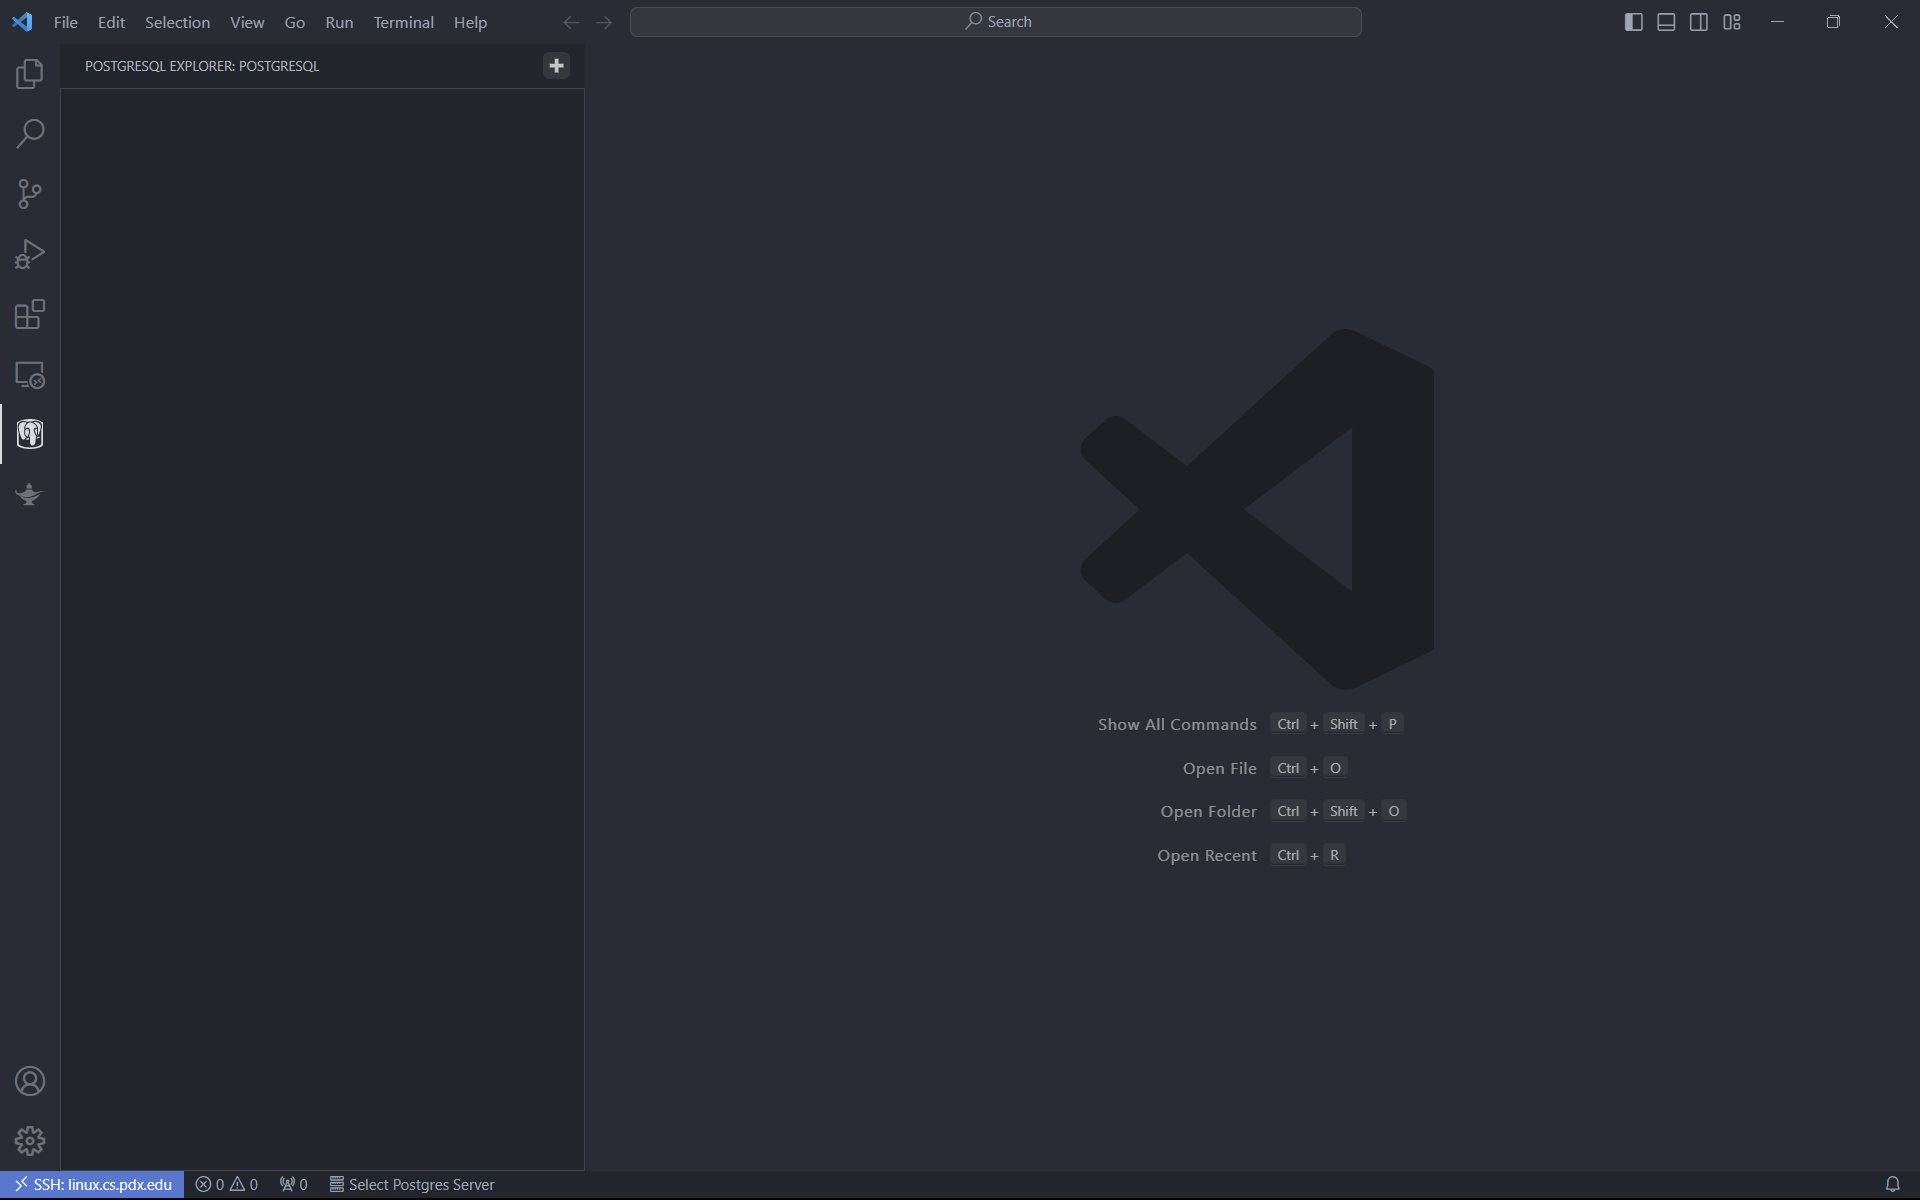 File Edit Selection View Go Run Terminal Help
Search
POSTGRESQL EXPLORER: POSTGRESQL
Show All Commands Ctrl + Shift + P
Open File Ctrl + O
Open Folder Ctrl + Shift + O
Open Recent Ctrl + R
SSH: linux.cs.pdx.edu 0 0 0 Select Postgres Server